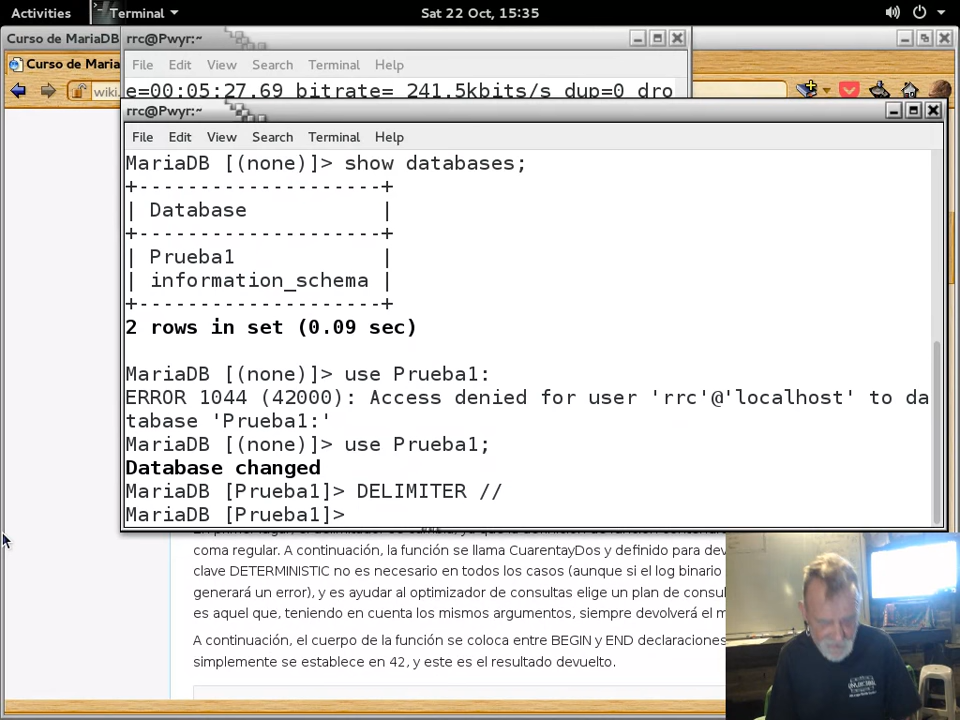 Activities Terminal Sat 22 Oct, 15:35
Curso de MariaDB
rrc@Pwyr:~
Curso de Maria
File Edit View Search Terminal Help
wiki.
e=00:05:27.69 bitrate= 241.5kbits/s dup=0 dro
rrc@Pwyr:~
File Edit View Search Terminal Help
MariaDB [(none)]> show databases;
+--------------------+
| Database           |
+--------------------+
| Prueba1            |
| information_schema |
+--------------------+
2 rows in set (0.09 sec)
MariaDB [(none)]> use Prueba1:
ERROR 1044 (42000): Access denied for user 'rrc'@'localhost' to da
tabase 'Prueba1:'
MariaDB [(none)]> use Prueba1;
Database changed
MariaDB [Prueba1]> DELIMITER //
MariaDB [Prueba1]>
coma regular. A continuación, la función se llama CuarentayDos y definido para dev
clave DETERMINISTIC no es necesario en todos los casos (aunque si el log binario
generará un error), y es ayudar al optimizador de consultas elige un plan de consul
es aquel que, teniendo en cuenta los mismos argumentos, siempre devolverá el m
A continuación, el cuerpo de la función se coloca entre BEGIN y END declaraciones
simplemente se establece en 42, y este es el resultado devuelto.